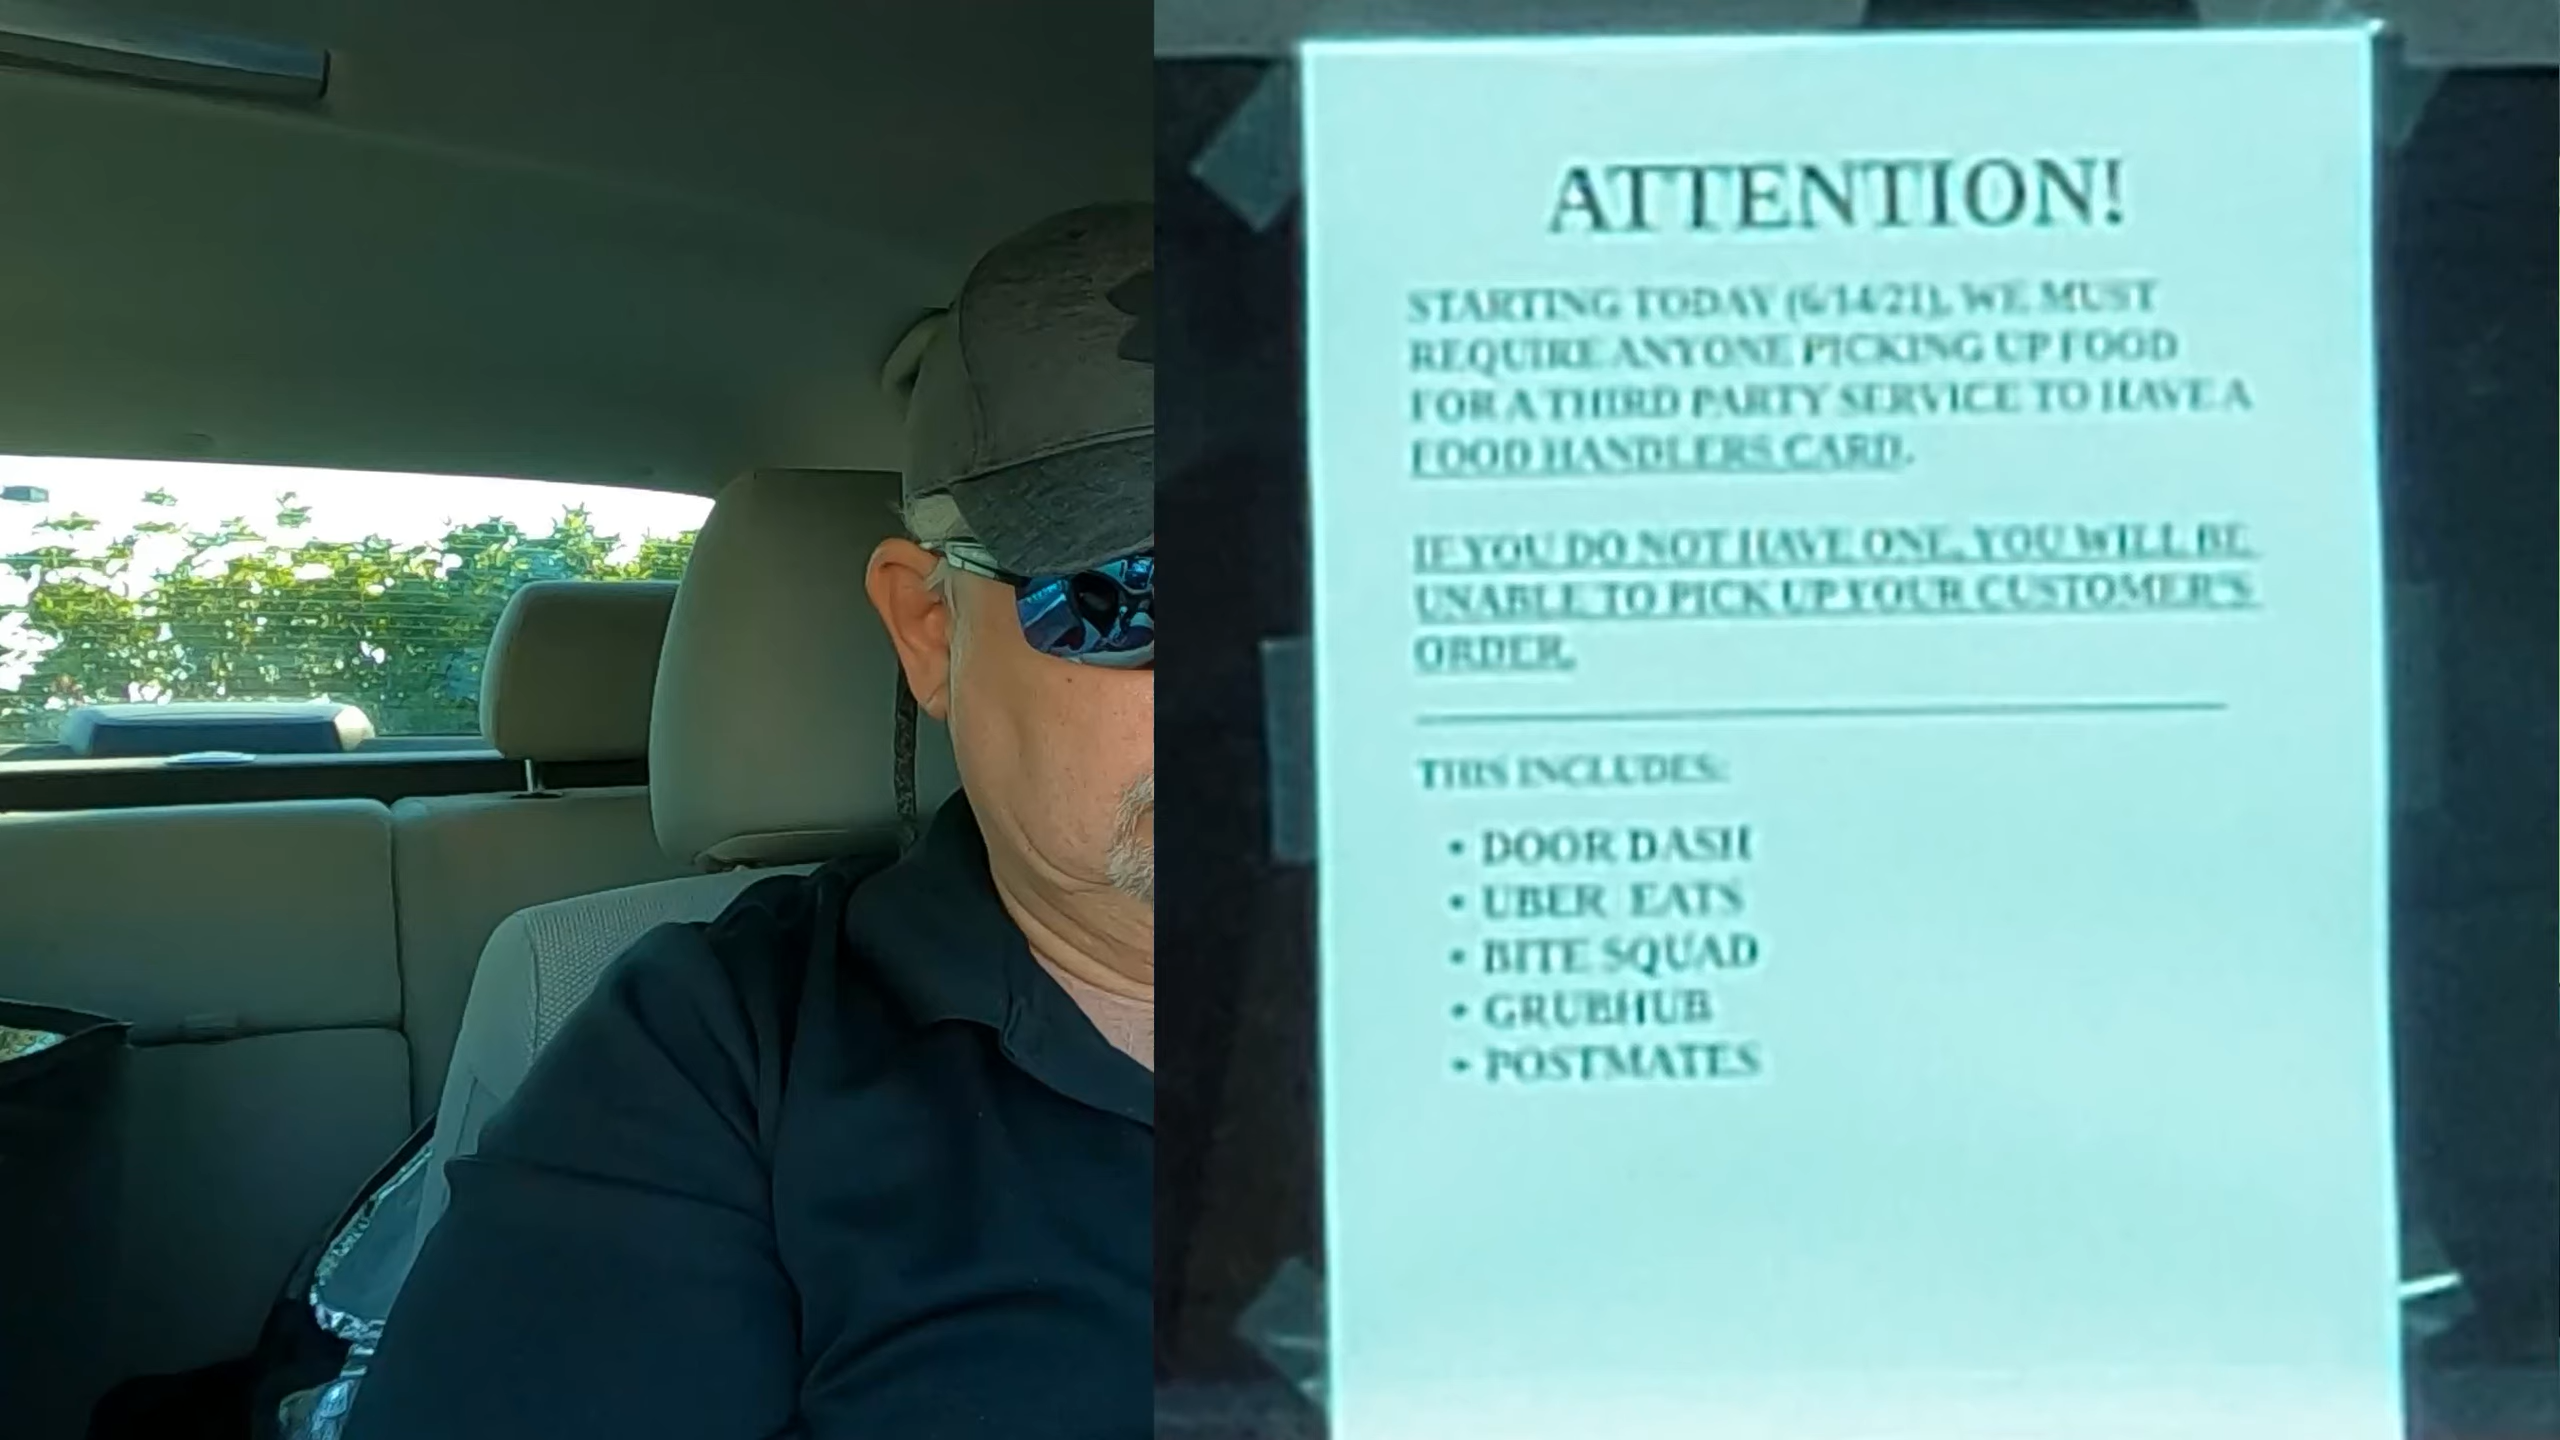 ATTENTION!
STARTING TODAY (6/14/21), WE MUST
REQUIRE ANYONE PICKING UP FOOD
FOR A THIRD PARTY SERVICE TO HAVE A
FOOD HANDLERS CARD.
IF YOU DO NOT HAVE ONE, YOU WILL BE
UNABLE TO PICK UP YOUR CUSTOMER'S
ORDER.
THIS INCLUDES:
• DOOR DASH
• UBER EATS
• BITE SQUAD
• GRUBHUB
• POSTMATES